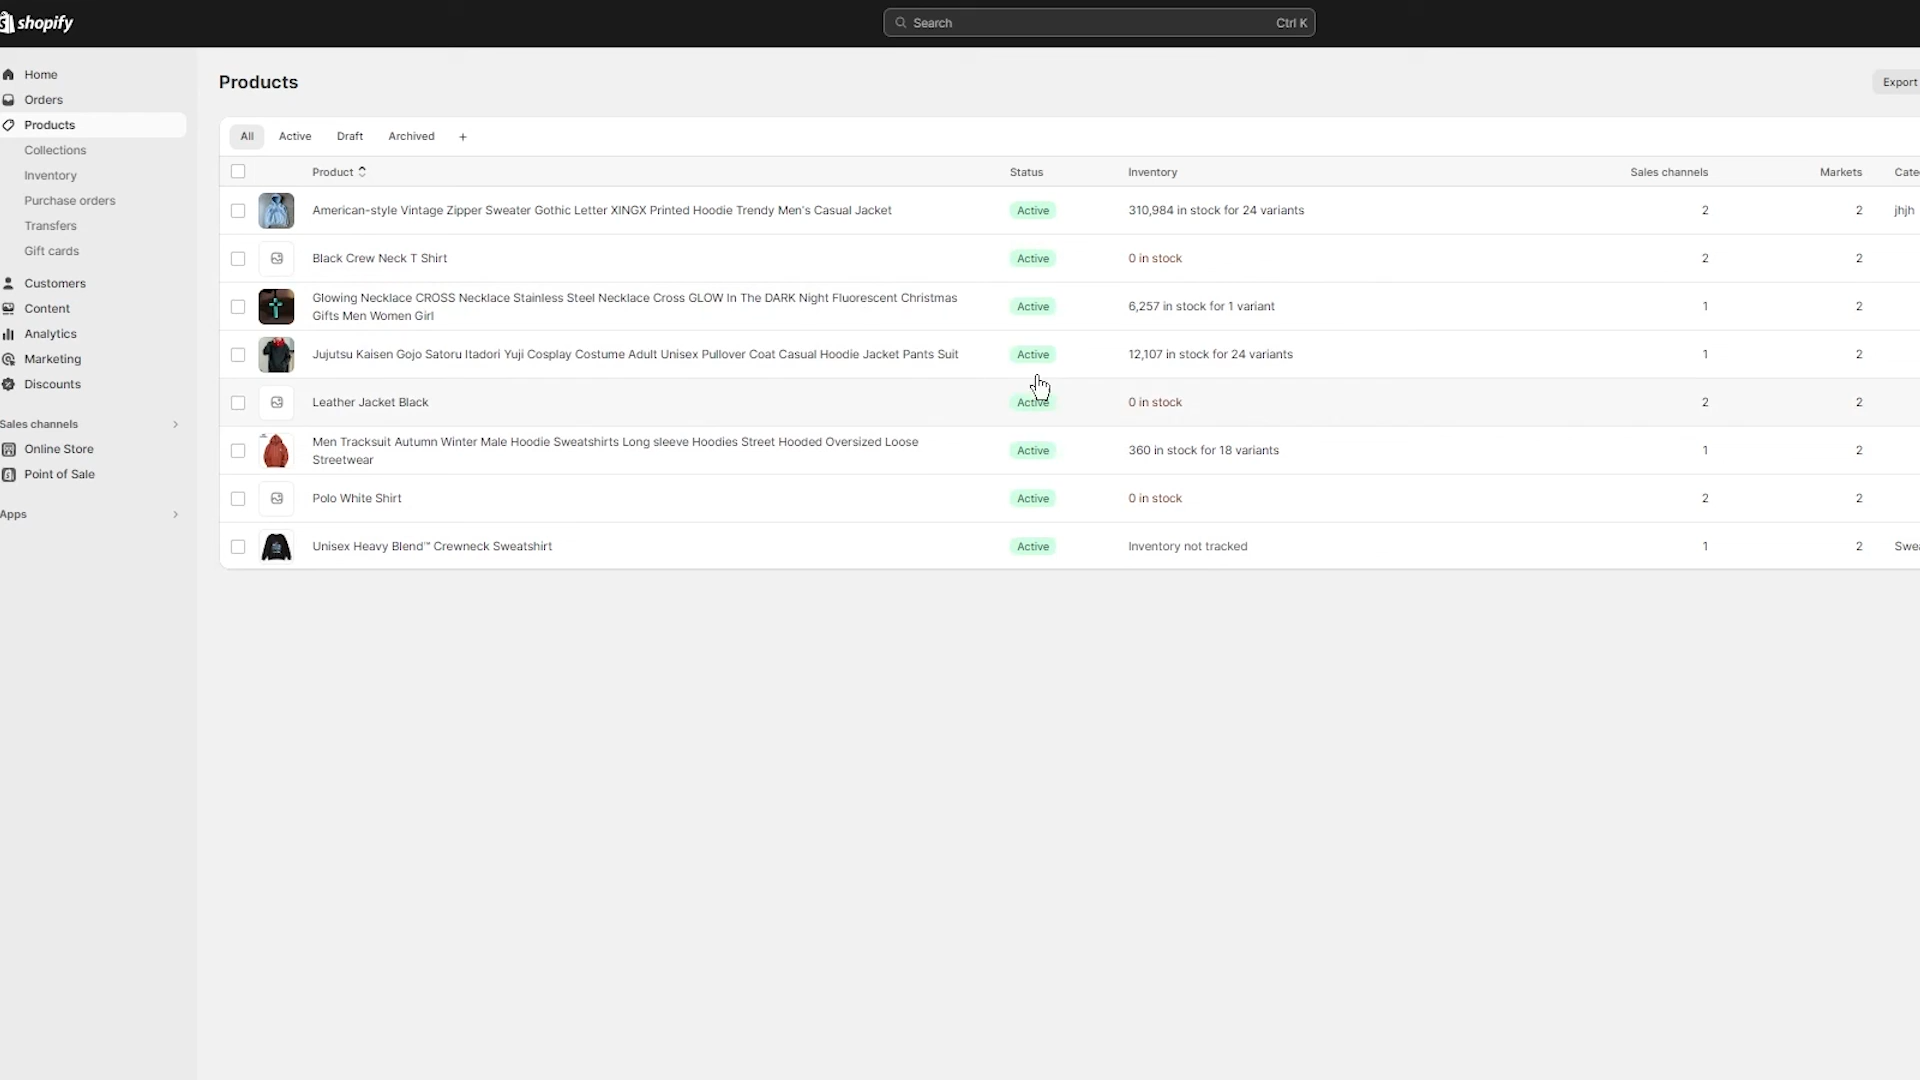 shopify
Search
Ctrl K
Home
Orders
Products
Collections
Inventory
Purchase orders
Transfers
Gift cards
Customers
Content
Analytics
Marketing
Discounts
Sales channels
Online Store
Point of Sale
Apps
Products
Export
All Active Draft Archived +
Product Status Inventory Sales channels Markets Cate
American-style Vintage Zipper Sweater Gothic Letter XINGX Printed Hoodie Trendy Men's Casual Jacket Active 310,984 in stock for 24 variants 2 2 jhjh
Black Crew Neck T Shirt Active 0 in stock 2 2
Glowing Necklace CROSS Necklace Stainless Steel Necklace Cross GLOW In The DARK Night Fluorescent Christmas
Gifts Men Women Girl Active 6,257 in stock for 1 variant 1 2
Jujutsu Kaisen Gojo Satoru Itadori Yuji Cosplay Costume Adult Unisex Pullover Coat Casual Hoodie Jacket Pants Suit Active 12,107 in stock for 24 variants 1 2
Leather Jacket Black Active 0 in stock 2 2
Men Tracksuit Autumn Winter Male Hoodie Sweatshirts Long sleeve Hoodies Street Hooded Oversized Loose
Streetwear Active 360 in stock for 18 variants 1 2
Polo White Shirt Active 0 in stock 2 2
Unisex Heavy Blend™ Crewneck Sweatshirt Active Inventory not tracked 1 2 Swea